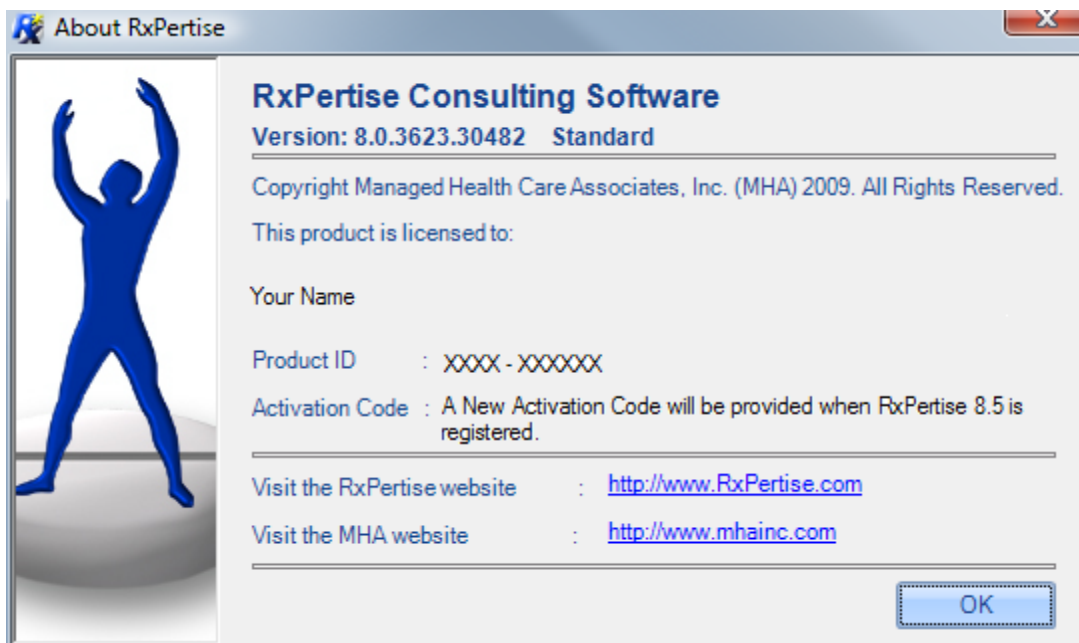 About RxPertise
RxPertise Consulting Software
Version: 8.0.3623.30482 Standard
Copyright Managed Health Care Associates, Inc. (MHA) 2009. All Rights Reserved.
This product is licensed to:
Your Name
Product ID : XXXX - XXXXXX
Activation Code : A New Activation Code will be provided when RxPertise 8.5 is
registered.
Visit the RxPertise website : http://www.RxPertise.com
Visit the MHA website : http://www.mhainc.com
OK